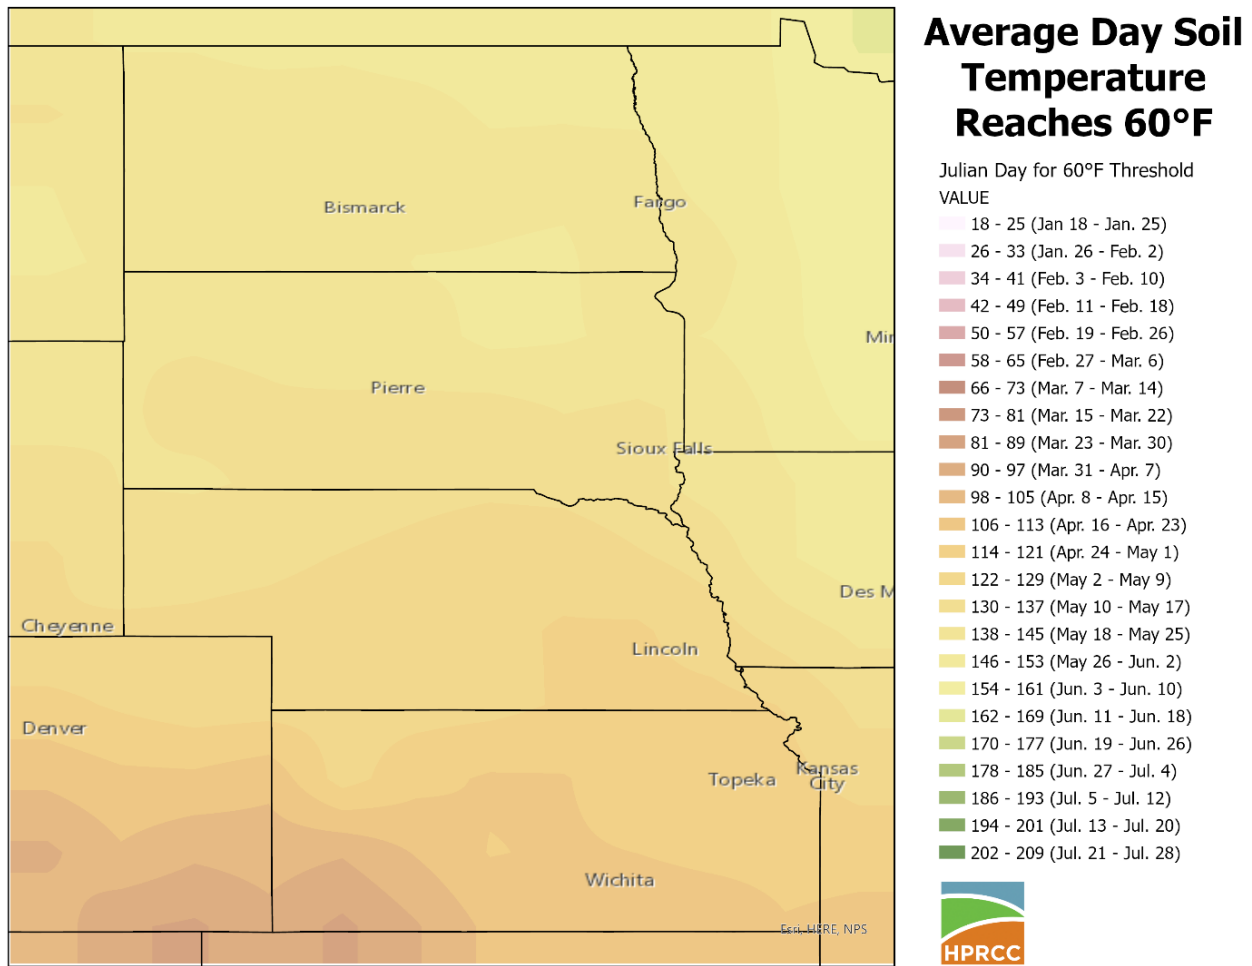 Average Day Soil
Temperature
Reaches 60°F
Julian Day for 60°F Threshold
VALUE
18 - 25 (Jan 18 - Jan. 25)
26 - 33 (Jan. 26 - Feb. 2)
34 - 41 (Feb. 3 - Feb. 10)
42 - 49 (Feb. 11 - Feb. 18)
50 - 57 (Feb. 19 - Feb. 26)
58 - 65 (Feb. 27 - Mar. 6)
66 - 73 (Mar. 7 - Mar. 14)
73 - 81 (Mar. 15 - Mar. 22)
81 - 89 (Mar. 23 - Mar. 30)
90 - 97 (Mar. 31 - Apr. 7)
98 - 105 (Apr. 8 - Apr. 15)
106 - 113 (Apr. 16 - Apr. 23)
114 - 121 (Apr. 24 - May 1)
122 - 129 (May 2 - May 9)
130 - 137 (May 10 - May 17)
138 - 145 (May 18 - May 25)
146 - 153 (May 26 - Jun. 2)
154 - 161 (Jun. 3 - Jun. 10)
162 - 169 (Jun. 11 - Jun. 18)
170 - 177 (Jun. 19 - Jun. 26)
178 - 185 (Jun. 27 - Jul. 4)
186 - 193 (Jul. 5 - Jul. 12)
194 - 201 (Jul. 13 - Jul. 20)
202 - 209 (Jul. 21 - Jul. 28)
HPRCC
Bismarck
Fargo
Min
Pierre
Sioux Falls
Des M
Cheyenne
Lincoln
Denver
Topeka
Kansas
City
Wichita
Esri, HERE, NPS